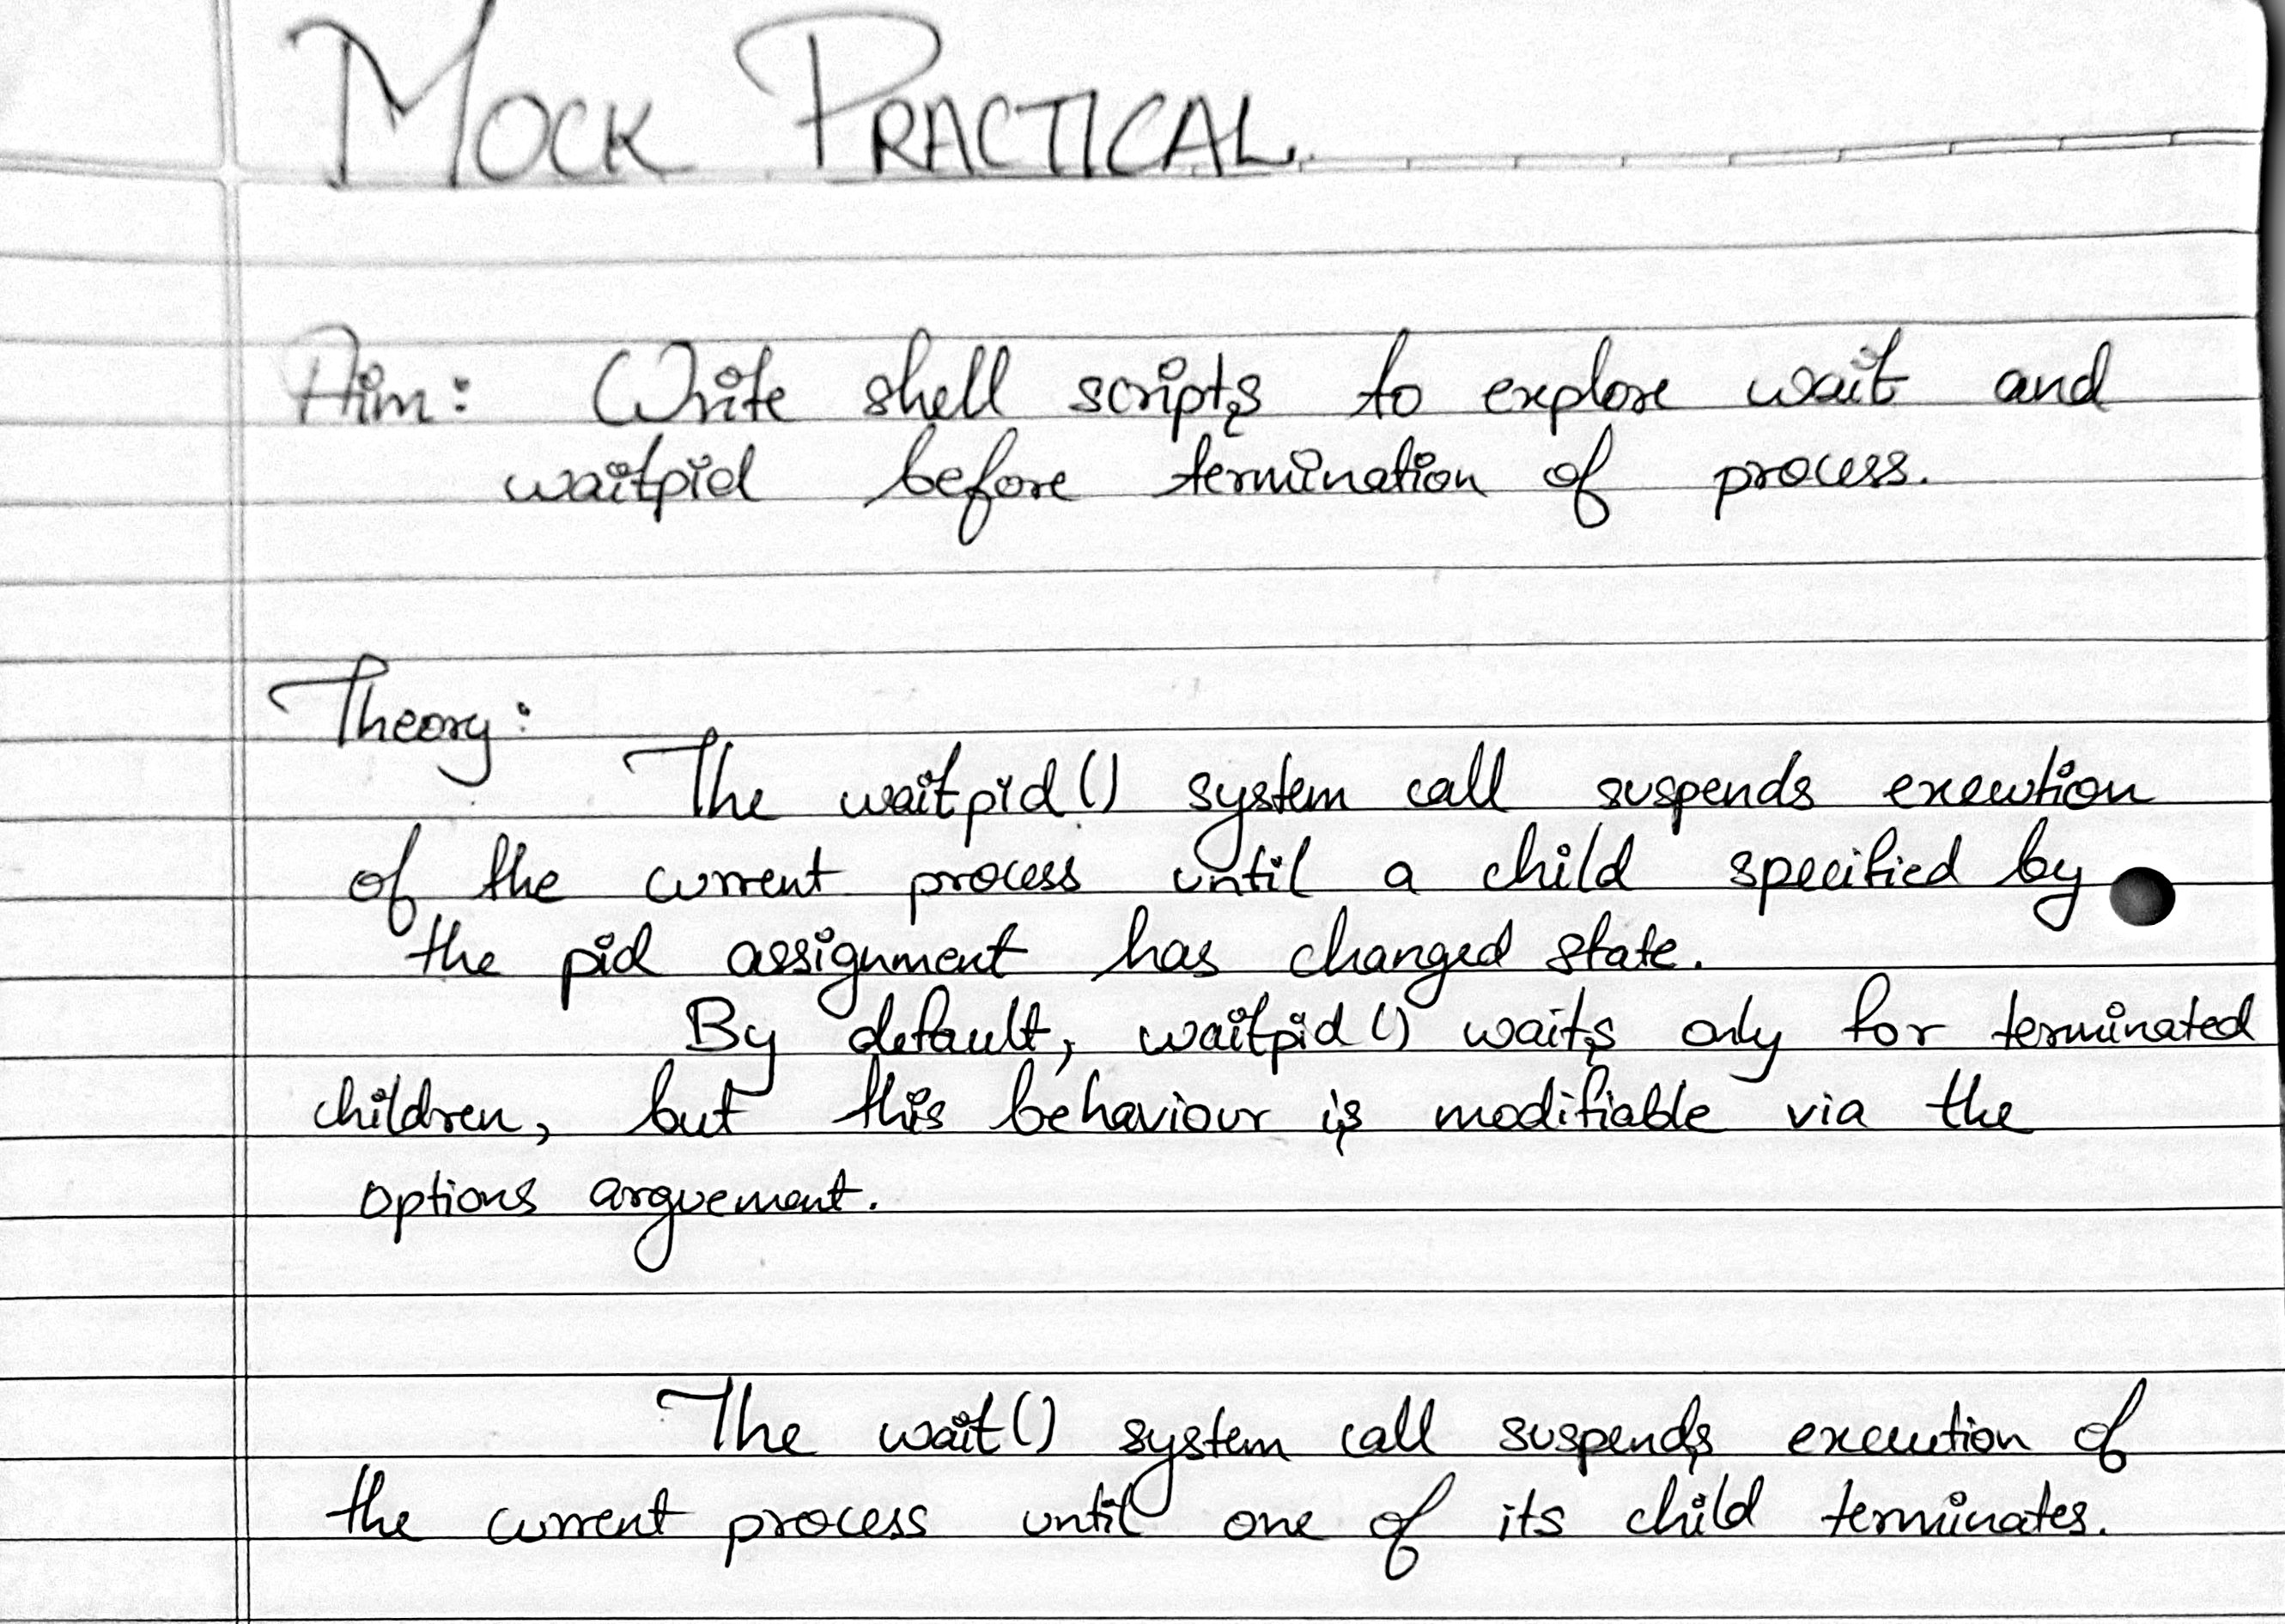 MOCK PRACTICAL
Aim: Write shell scripts to explore wait and
waitpid before termination of process.
Theory:
The waitpid() system call suspends execution
of the current process until a child specified by
the pid assignment has changed state.
By default, waitpid() waits only for terminated
children, but this behaviour is modifiable via the
options arguement.
The wait() system call suspends execution of
the current process until one of its child terminates.